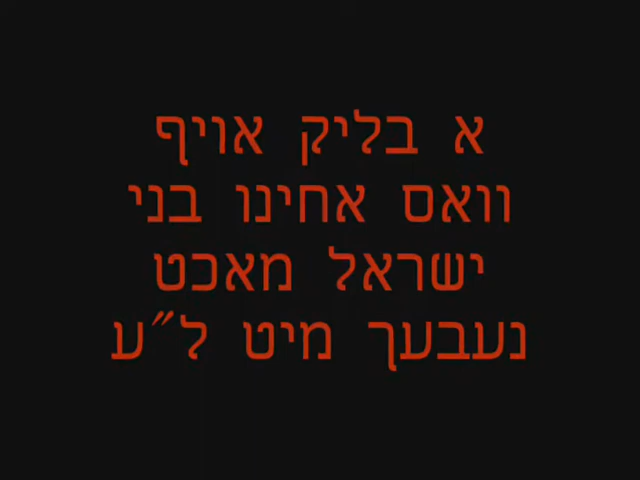 א בליק אויף
וואס אחינו בני
ישראל מאכט
נעבעך מיט ל״ע